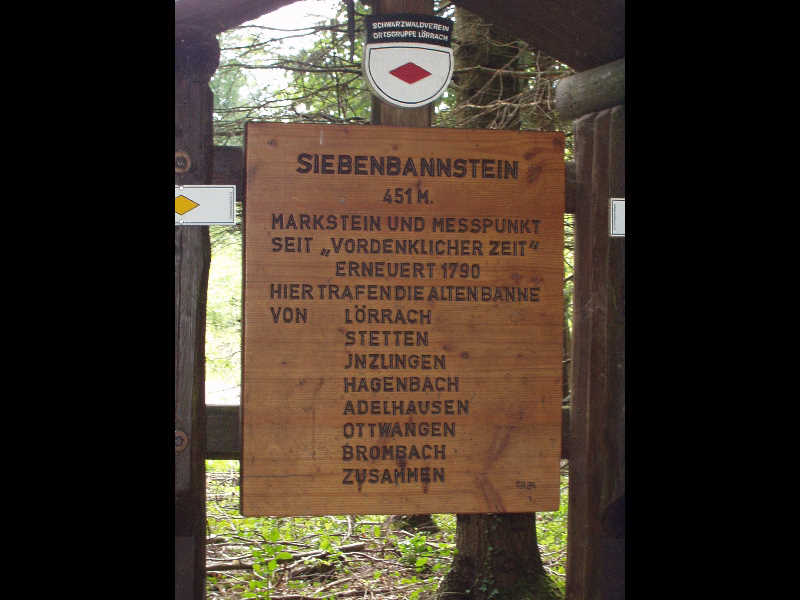 SCHWARZWALDVEREIN
ORTSGRUPPE LÖRRACH
SIEBENBANNSTEIN
451 M.
MARKSTEIN UND MESSPUNKT
SEIT „VORDENKLICHER ZEIT“
ERNEUERT 1790
HIER TRAFEN DIE ALTEN BANNE
VON LÖRRACH
STETTEN
JNZLINGEN
HAGENBACH
ADELHAUSEN
OTTWANGEN
BROMBACH
ZUSAMMEN